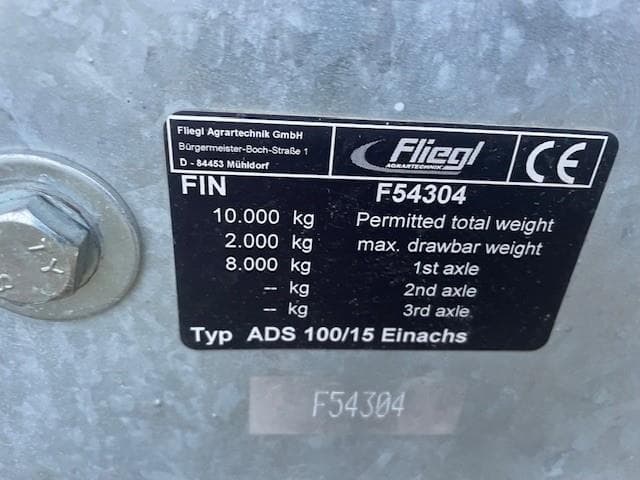 Fliegl Agrartechnik GmbH
Bürgermeister-Boch-Straße 1
D - 84453 Mühldorf
Fliegl
AGRARTECHNIK
CE
FIN F54304
10.000 kg Permitted total weight
2.000 kg max. drawbar weight
8.000 kg 1st axle
-- kg 2nd axle
-- kg 3rd axle
Typ ADS 100/15 Einachs
F54304